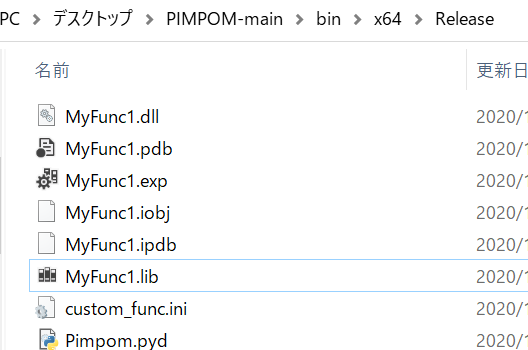 PC > デスクトップ > PIMPOM-main > bin > x64 > Release
名前 更新日
MyFunc1.dll 2020/1
MyFunc1.pdb 2020/1
MyFunc1.exp 2020/1
MyFunc1.iobj 2020/1
MyFunc1.ipdb 2020/1
MyFunc1.lib 2020/1
custom_func.ini 2020/1
Pimpom.pyd 2020/1